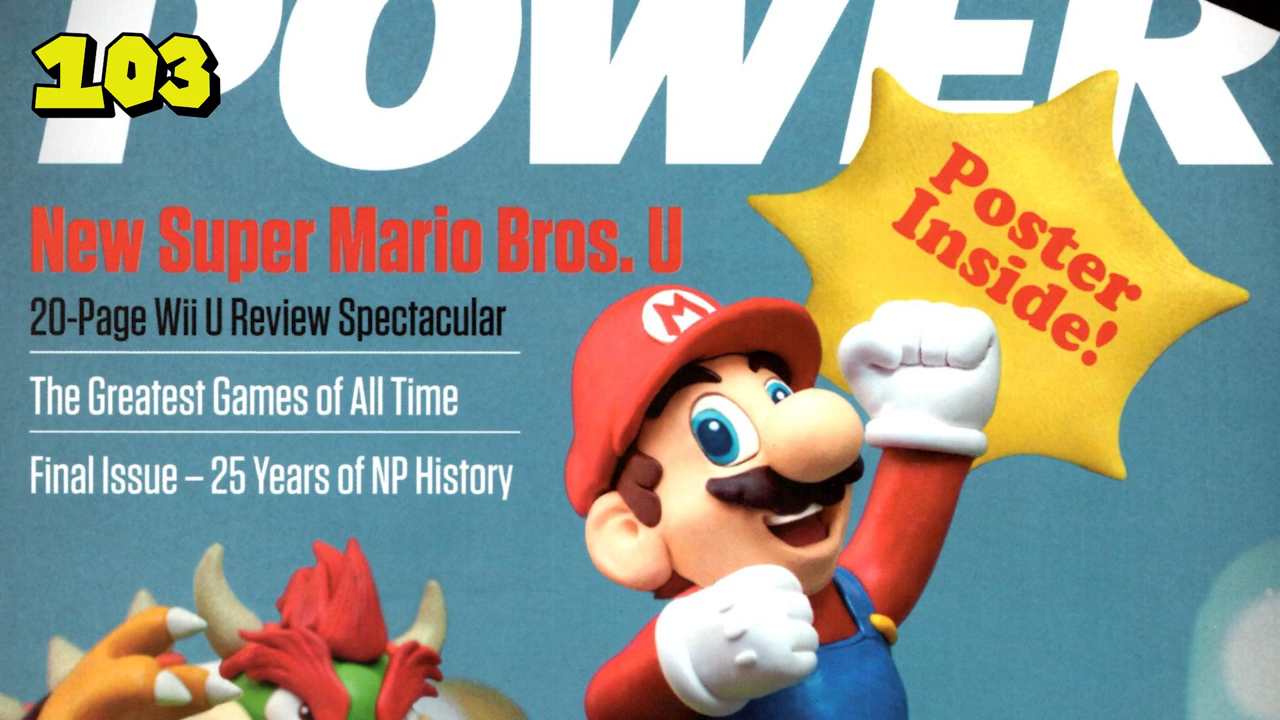 POWER
103
New Super Mario Bros. U
20-Page Wii U Review Spectacular
The Greatest Games of All Time
Final Issue – 25 Years of NP History
Poster
Inside!
M